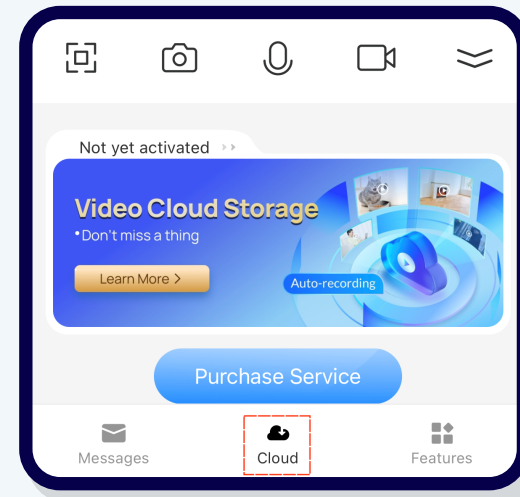 Not yet activated
Video Cloud Storage
•Don't miss a thing
Learn More >
Auto-recording
Purchase Service
Messages
Cloud
Features